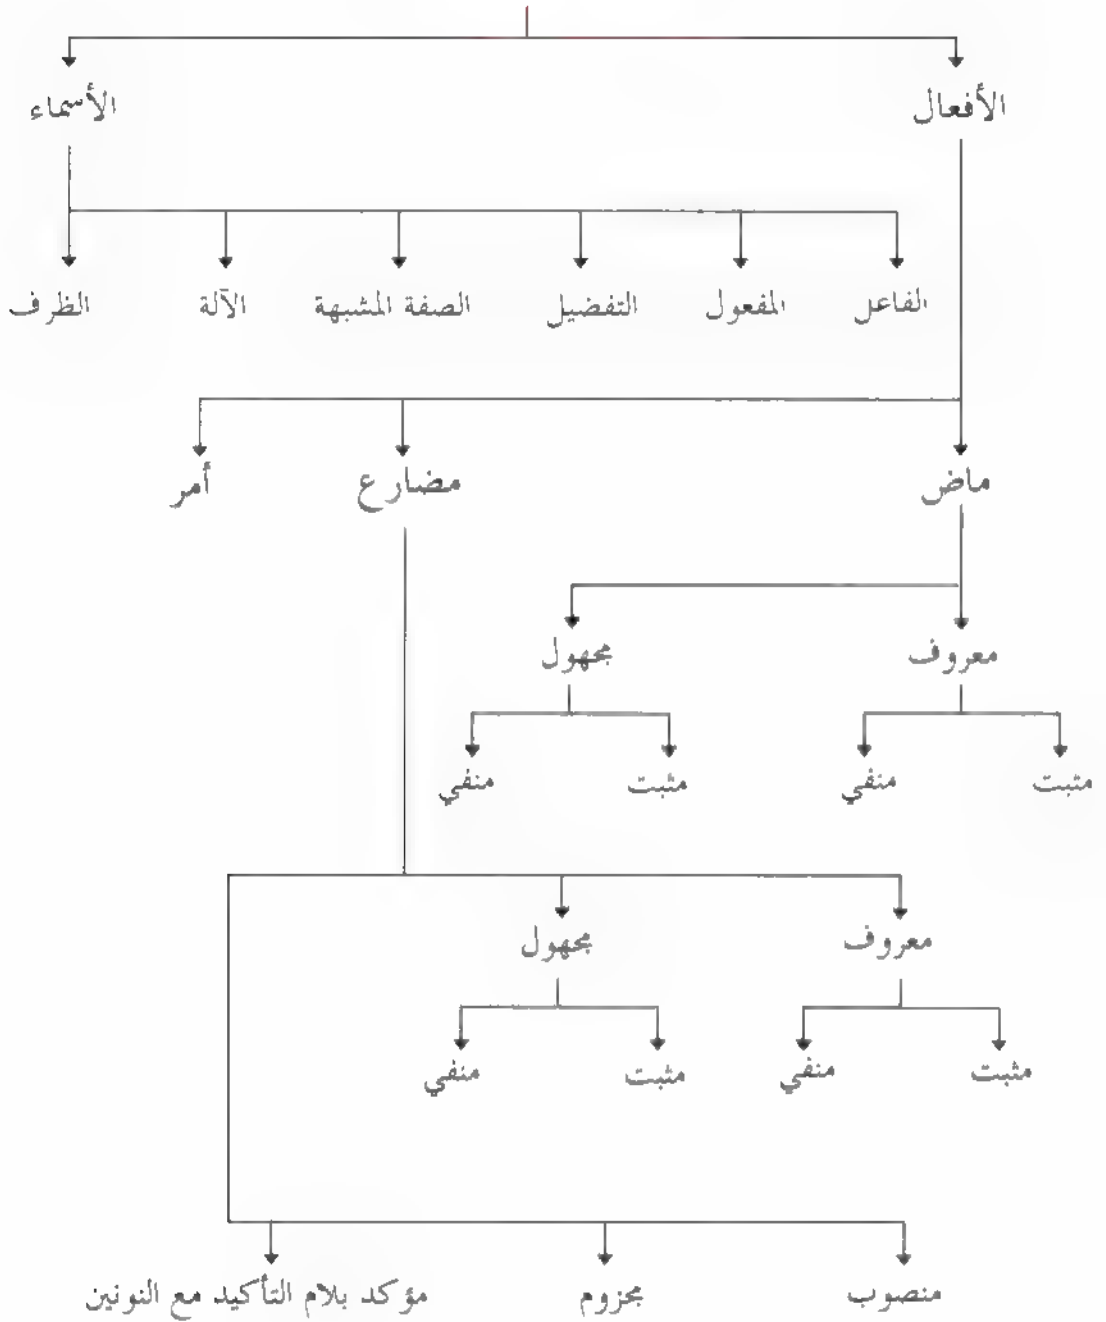 الأفعال الأسماء
الفاعل المفعول التفضيل الصفة المشبهة الآلة الظرف
ماض مضارع أمر
معروف مجهول
مثبت منفي مثبت منفي
معروف مجهول
مثبت منفي مثبت منفي
منصوب مجزوم مؤكد بلام التأكيد مع النونين